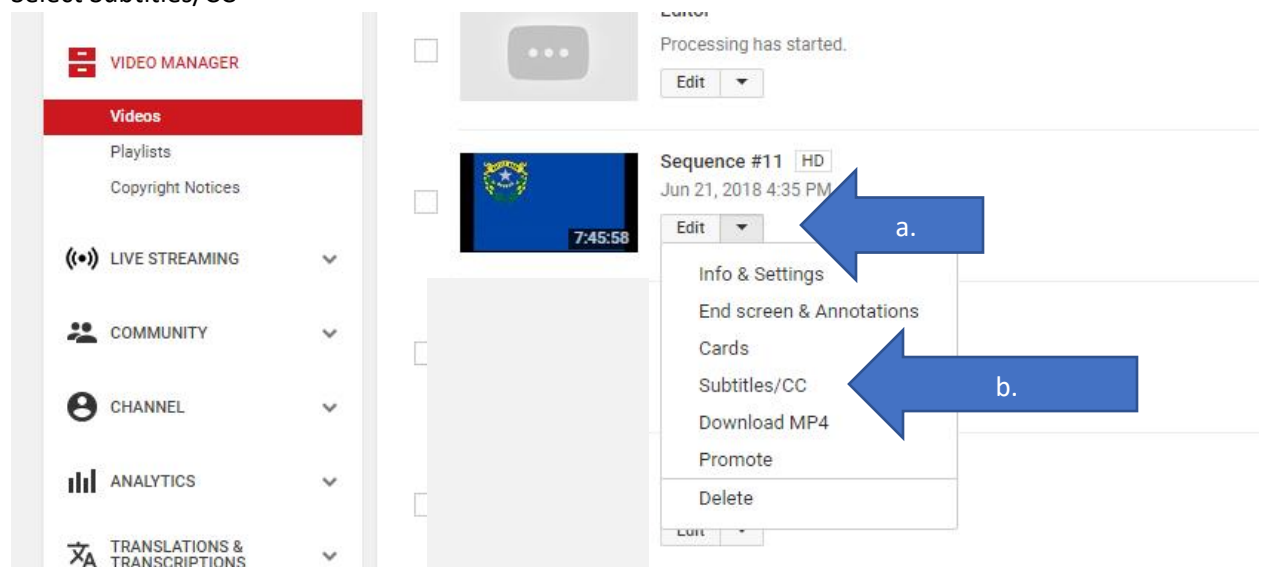 Select Subtitles/CC
VIDEO MANAGER
Videos
Playlists
Copyright Notices
LIVE STREAMING
COMMUNITY
CHANNEL
ANALYTICS
TRANSLATIONS &
TRANSCRIPTIONS
Editor
Processing has started.
Edit
7:45:58
Sequence #11 HD
Jun 21, 2018 4:35 PM
Edit
a.
Info & Settings
End screen & Annotations
Cards
Subtitles/CC
b.
Download MP4
Promote
Delete
Edit